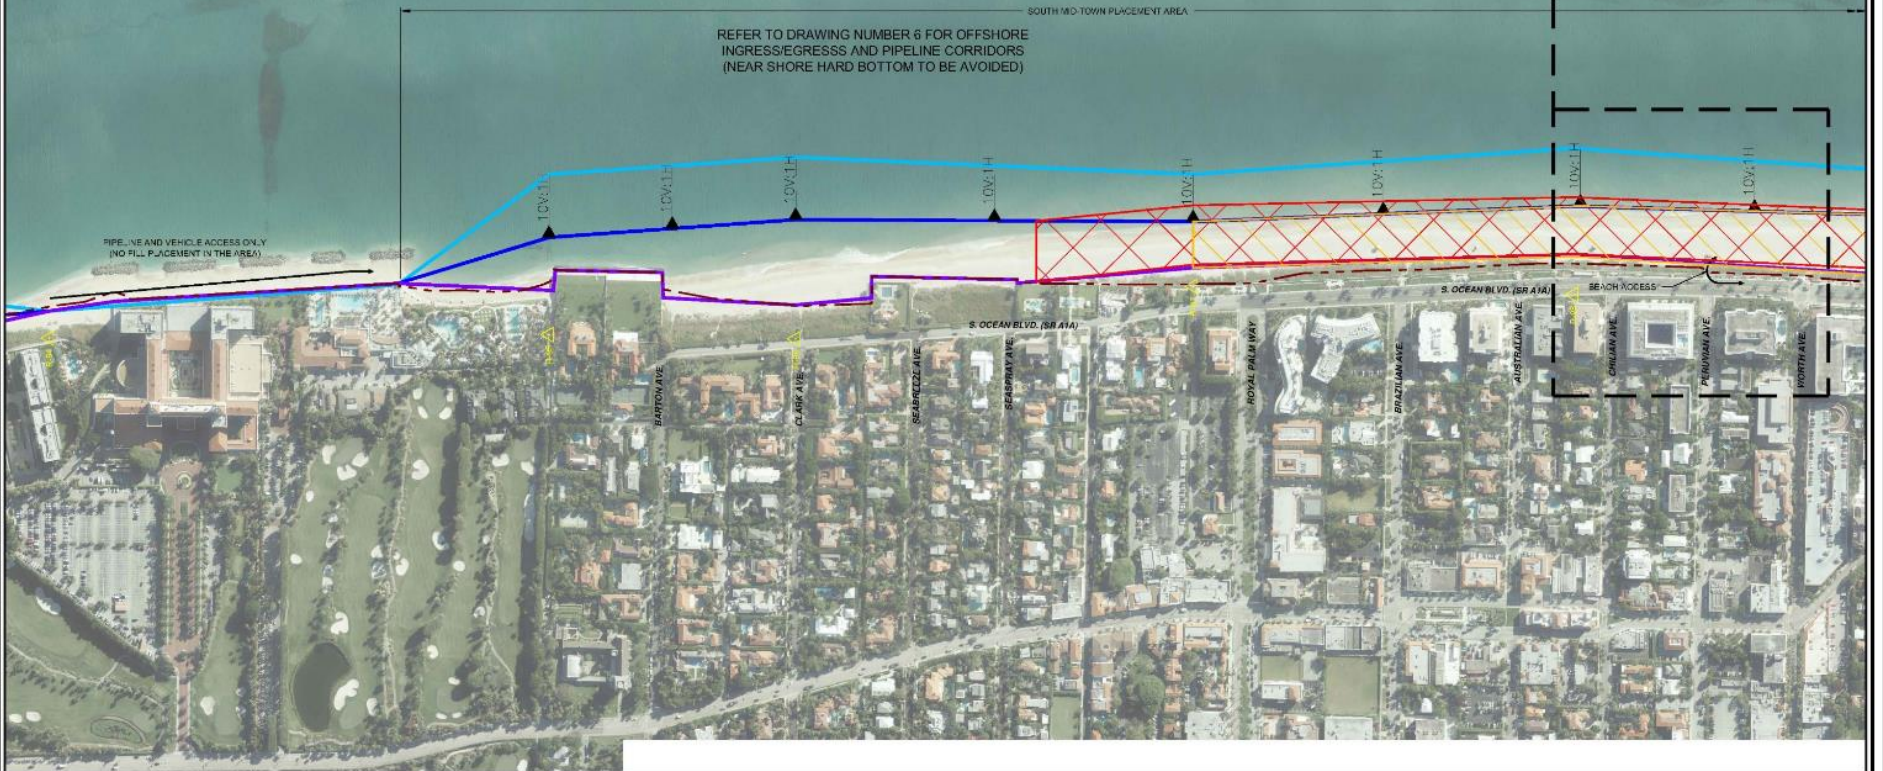 SOUTH MID-TOWN PLACEMENT AREA
REFER TO DRAWING NUMBER 6 FOR OFFSHORE
INGRESS/EGRESSS AND PIPELINE CORRIDORS
(NEAR SHORE HARD BOTTOM TO BE AVOIDED)
10V:1H
10V:1H
10V:1H
10V:1H
10V:1H
10V:1H
10V:1H
10V:1H
PIPELINE AND VEHICLE ACCESS ONLY
(NO FILL PLACEMENT IN THE AREA)
BEACH ACCESS
S. OCEAN BLVD. (SR A1A)
S. OCEAN BLVD. (SR A1A)
BARTON AVE.
CLARK AVE.
SEABREEZE AVE.
SEASPRAY AVE.
ROYAL PALM WAY
BRAZILIAN AVE.
AUSTRALIAN AVE.
CHILIAN AVE.
PERUVIAN AVE.
WORTH AVE.